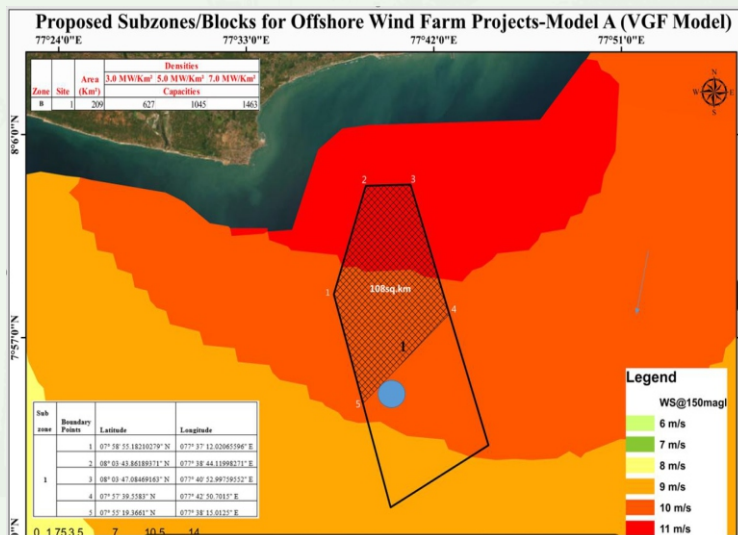 Proposed Subzones/Blocks for Offshore Wind Farm Projects-Model A (VGF Model)
77°24'0"E 77°33'0"E 77°42'0"E 77°51'0"E
Densities
Zone Site Area (Km²) 3.0 MW/Km² 5.0 MW/Km² 7.0 MW/Km²
Capacities
B 1 209 627 1045 1463
N
W E
S
8°6'0"N
2 3
1
108sq.km
4
7°57'0"N
1
5
Legend
WS@150magl
6 m/s
7 m/s
8 m/s
9 m/s
10 m/s
11 m/s
Sub zone Boundary Points Latitude Longitude
1 07° 58' 55.18210279" N 077° 37' 12.02065596" E
2 08° 03' 43.86189371" N 077° 38' 44.11998271" E
1 3 08° 03' 47.08469163" N 077° 40' 52.99759552" E
4 07° 57' 39.5583" N 077° 42' 50.7015" E
5 07° 55' 19.3661" N 077° 38' 15.0125" E
0 1.75 3.5 7 10.5 14